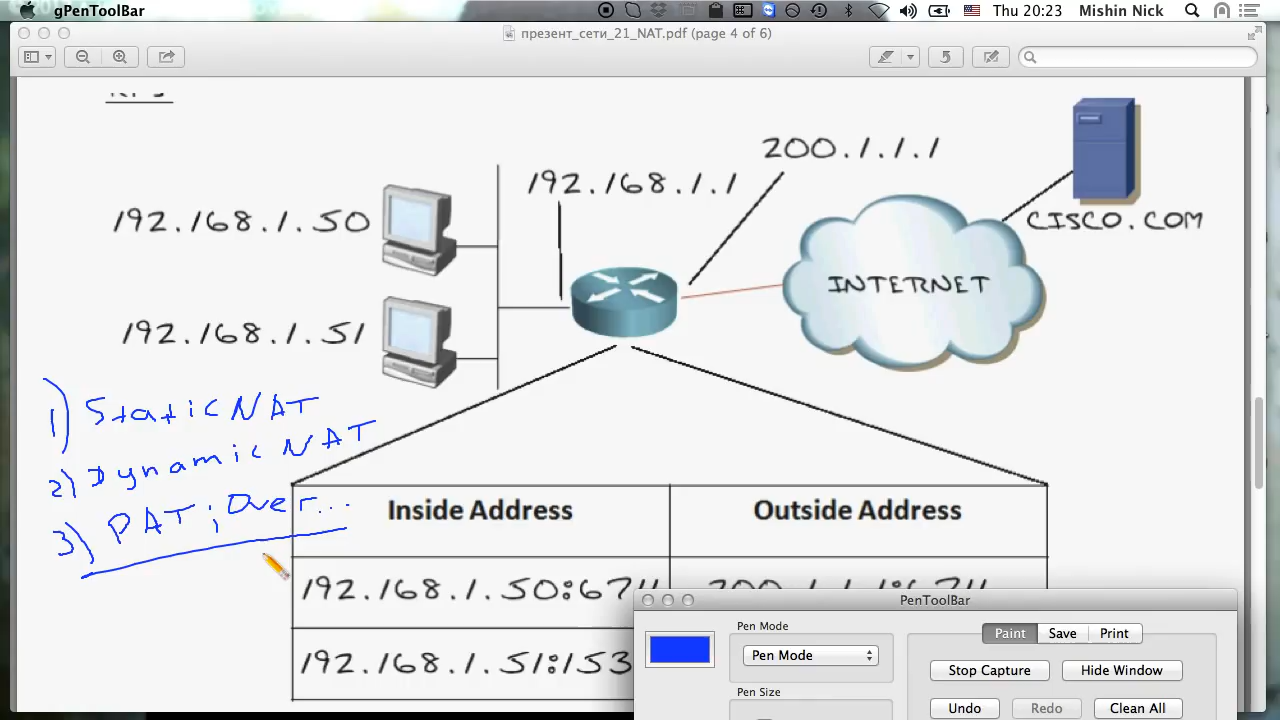 gPenToolBar
Thu 20:23
Mishin Nick
презент_сети_21_NAT.pdf (page 4 of 6)
200.1.1.1
192.168.1.1
192.168.1.50
CISCO.COM
INTERNET
192.168.1.51
1) Static NAT
2) Dynamic NAT
3) PAT; Over...
Inside Address
Outside Address
192.168.1.50:674
192.168.1.51:153
PenToolBar
Pen Mode
Paint
Save
Print
Pen Mode
Stop Capture
Hide Window
Pen Size
Undo
Redo
Clean All